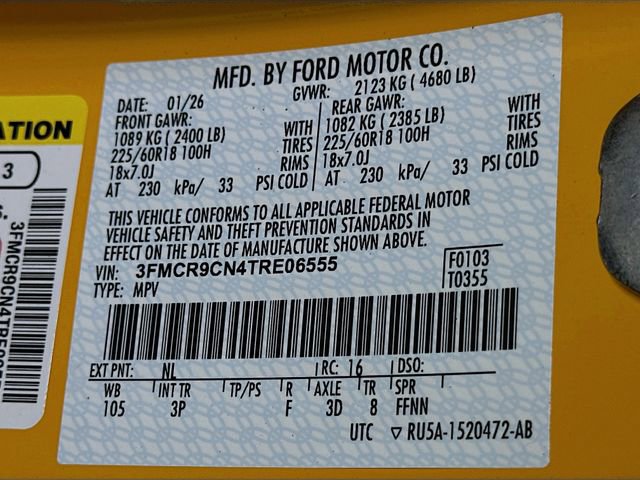 MFD. BY FORD MOTOR CO.
DATE: 01/26 GVWR: 2123 KG ( 4680 LB)
FRONT GAWR: REAR GAWR:
1089 KG ( 2400 LB) WITH 1082 KG ( 2385 LB) WITH
225/60R18 100H TIRES 225/60R18 100H TIRES
18x7.0J RIMS 18x7.0J RIMS
AT 230 kPa/ 33 PSI COLD AT 230 kPa/ 33 PSI COLD
THIS VEHICLE CONFORMS TO ALL APPLICABLE FEDERAL MOTOR
VEHICLE SAFETY AND THEFT PREVENTION STANDARDS IN
EFFECT ON THE DATE OF MANUFACTURE SHOWN ABOVE.
VIN: 3FMCR9CN4TRE06555 F0103
TYPE: MPV T0355
EXT PNT: NL RC: 16 DSO:
WB INT TR TP/PS R AXLE TR SPR
105 3P F 3D 8 FFNN
UTC ▽ RU5A-1520472-AB
ATION
3
3FMCR9CN4TRE0655